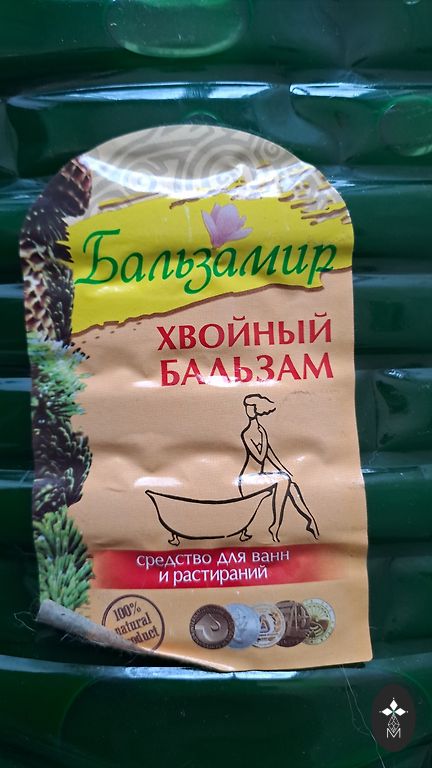 Бальзамир
ХВОЙНЫЙ
БАЛЬЗАМ
средство для ванн
и растираний
100%
natural
product
M